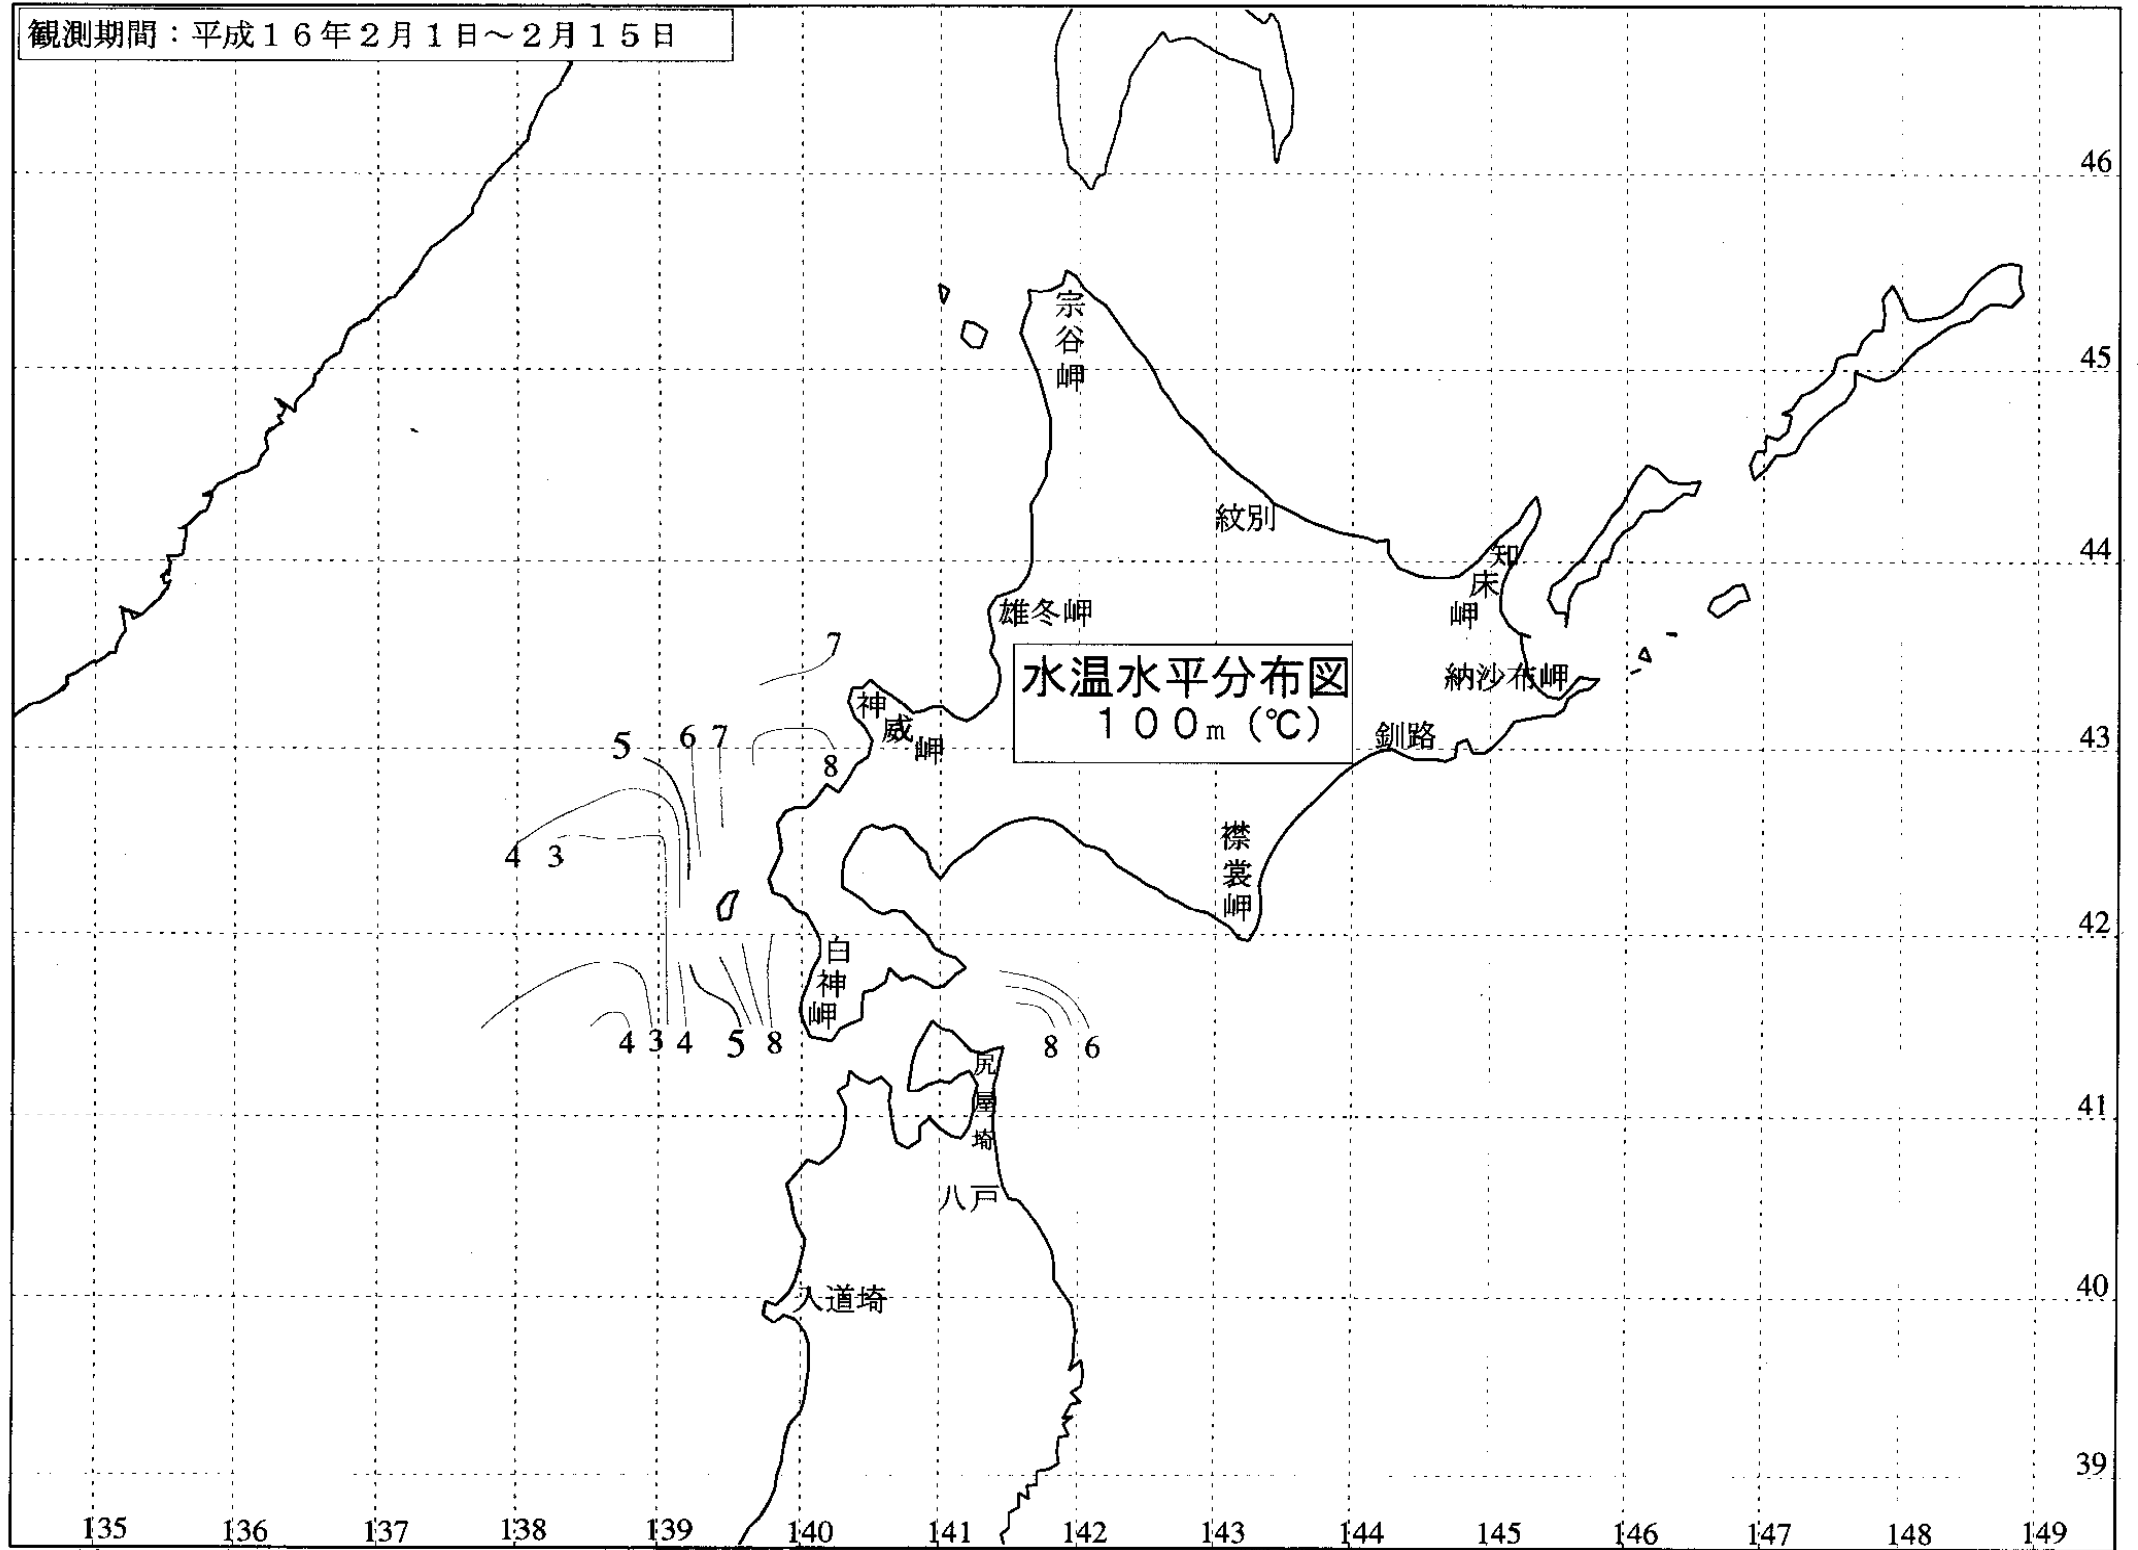 観測期間：平成１６年２月１日～２月１５日
46
宗谷岬
45
紋別
44
知床岬
雄冬岬
7
水温水平分布図
１００ｍ（℃）
納沙布岬
神威岬
釧路
5 6 7
43
8
4 3
襟裳岬
42
白神岬
4 3 4 5 8
8 6
尻屋埼
41
八戸
入道埼
40
39
135 136 137 138 139 140 141 142 143 144 145 146 147 148 149